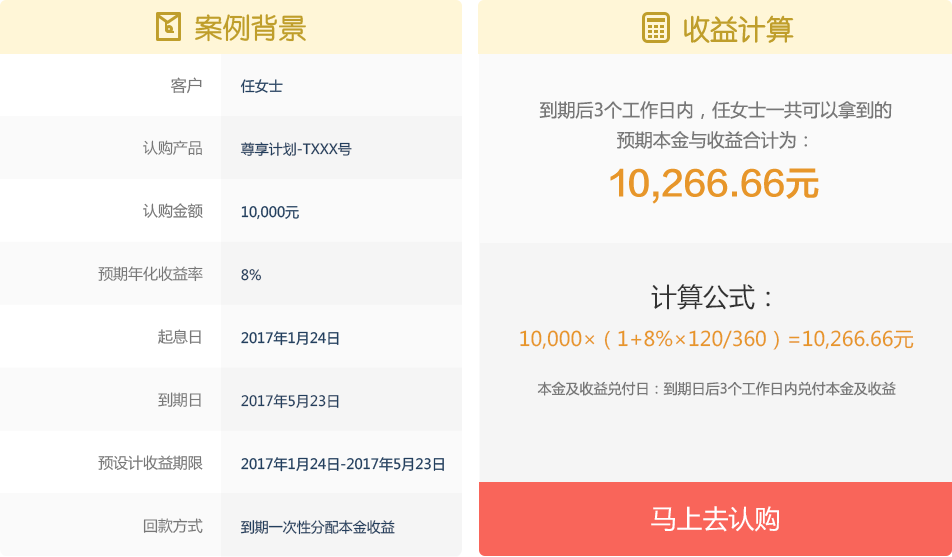 案例背景
客户 任女士
认购产品 尊享计划-TXXX号
认购金额 10,000元
预期年化收益率 8%
起息日 2017年1月24日
到期日 2017年5月23日
预设计收益期限 2017年1月24日-2017年5月23日
回款方式 到期一次性分配本金收益
收益计算
到期后3个工作日内，任女士一共可以拿到的
预期本金与收益合计为：
10,266.66元
计算公式：
10,000×（1+8%×120/360）=10,266.66元
本金及收益兑付日：到期日后3个工作日内兑付本金及收益
马上去认购